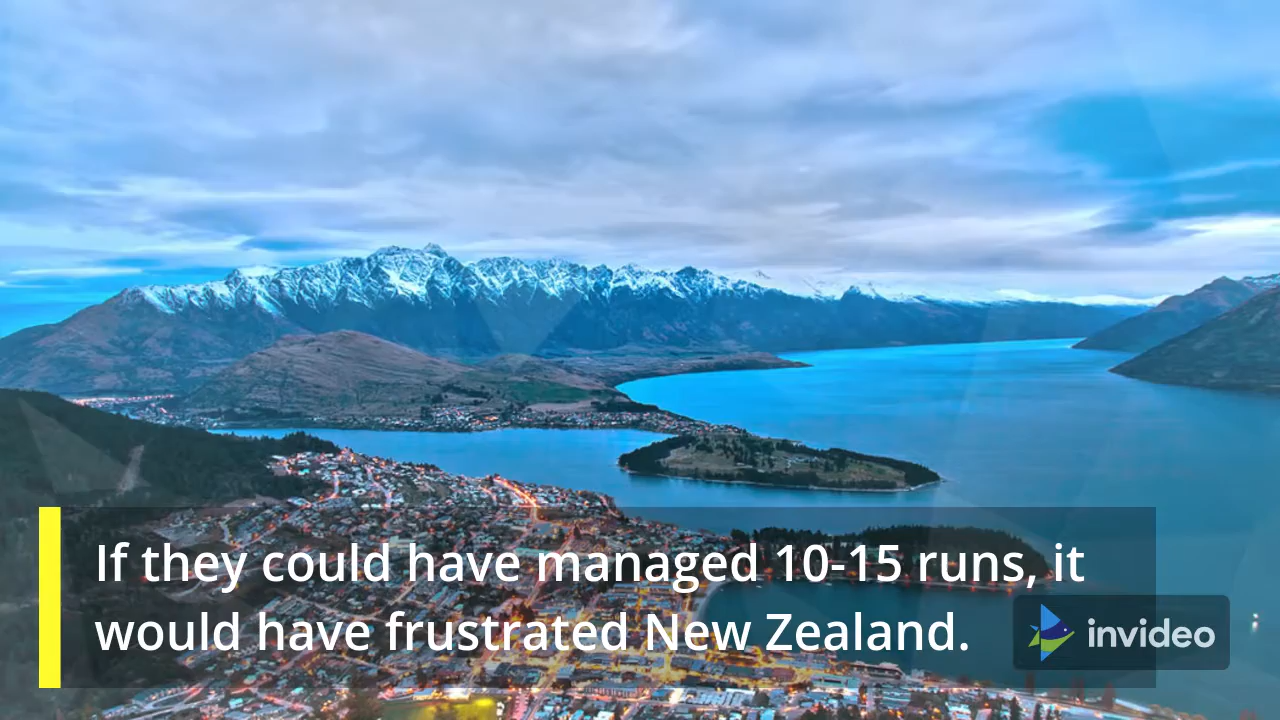 If they could have managed 10-15 runs, it
would have frustrated New Zealand.
invideo